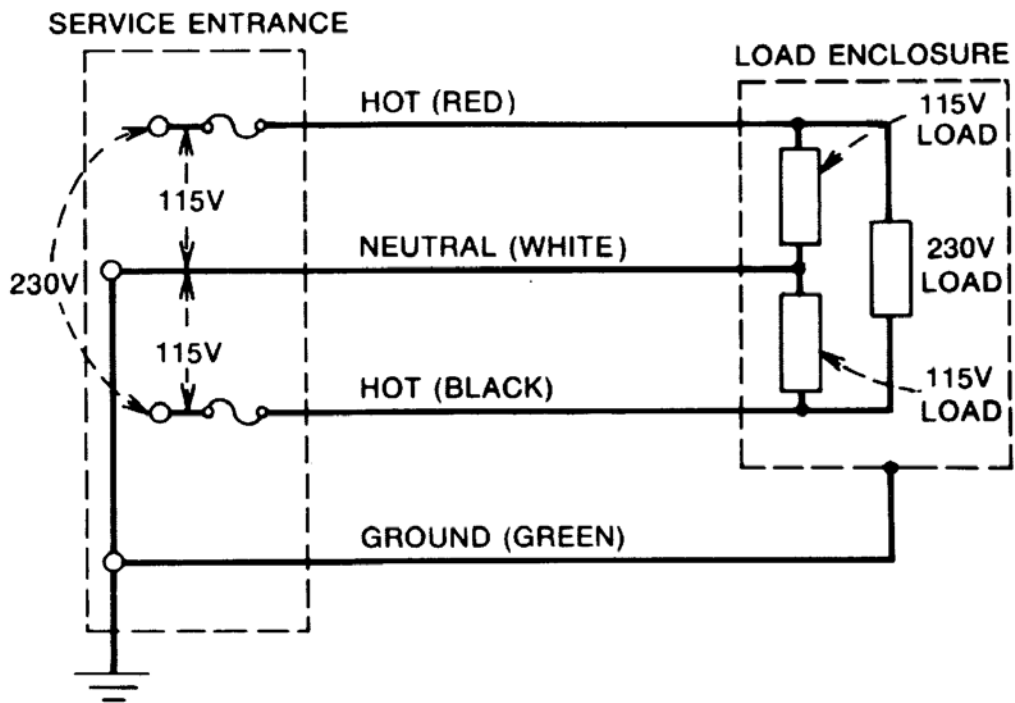 SERVICE ENTRANCE
LOAD ENCLOSURE
HOT (RED)
115V
LOAD
115V
NEUTRAL (WHITE)
230V
230V
LOAD
115V
HOT (BLACK)
115V
LOAD
GROUND (GREEN)